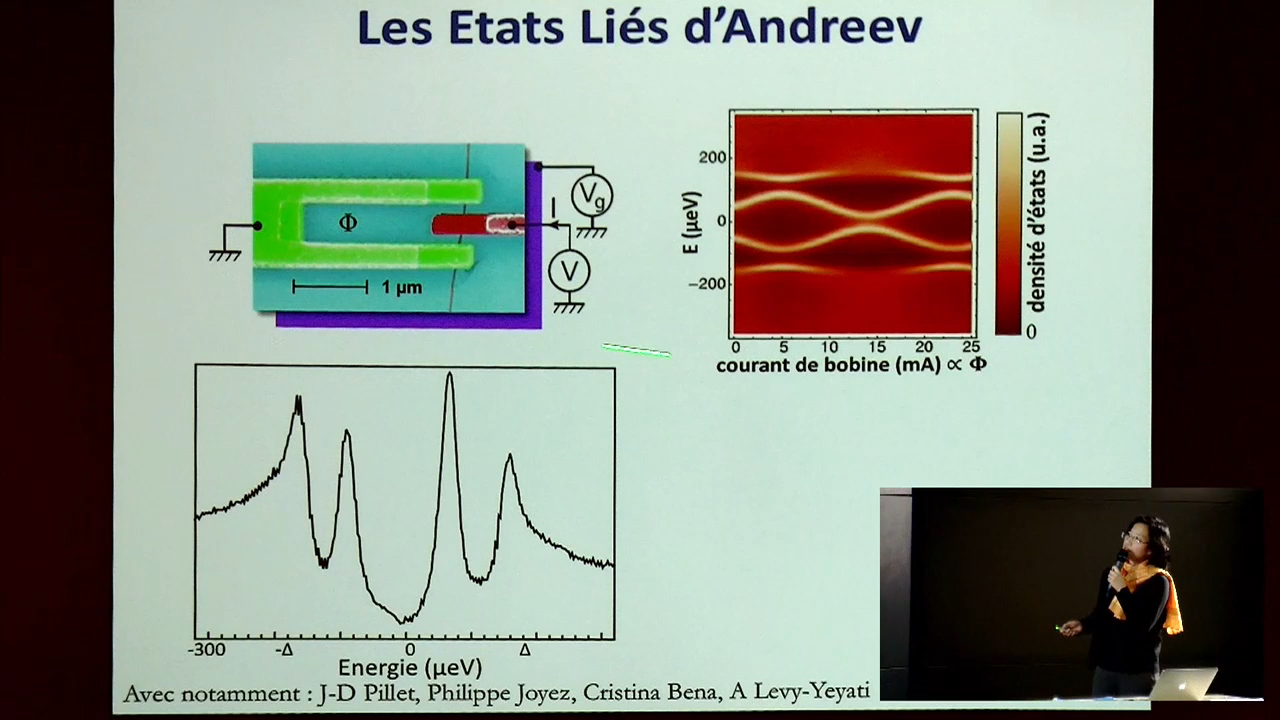 Les Etats Liés d'Andreev
Φ
1 µm
I
Vg
V
200
0
−200
E (µeV)
0
5
10
15
20
25
courant de bobine (mA) ∝ Φ
densité d'états (u.a.)
0
-300
-Δ
0
Δ
Energie (µeV)
Avec notamment : J-D Pillet, Philippe Joyez, Cristina Bena, A Levy-Yeyati